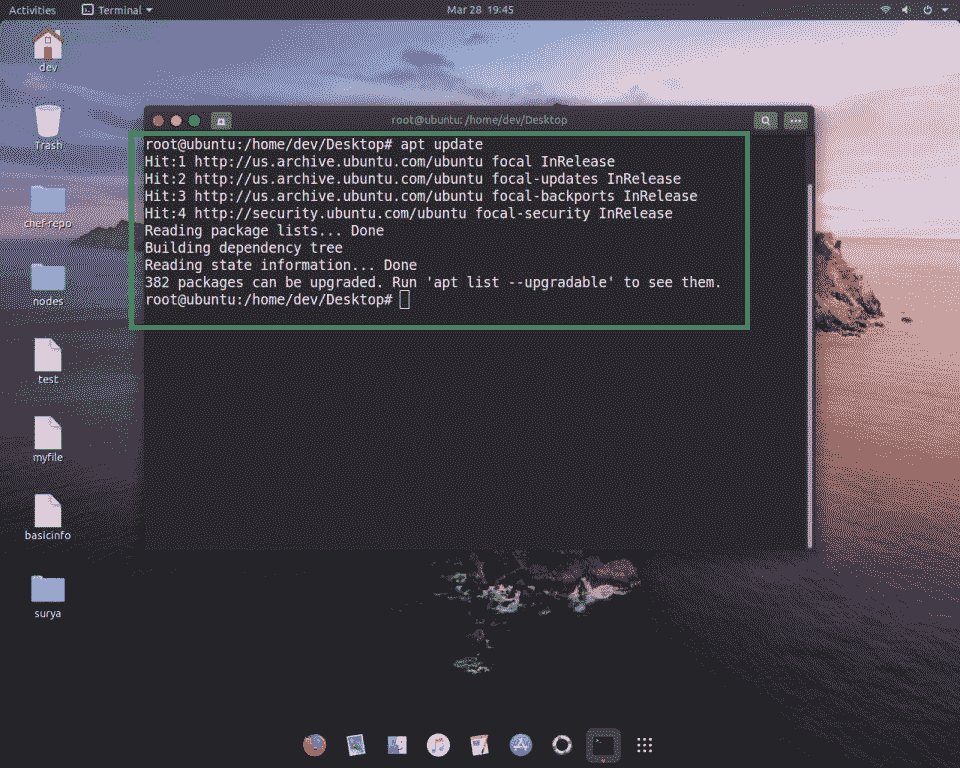 Activities
Terminal
Mar 28 19:45
dev
Trash
chef-repo
nodes
test
myfile
basicinfo
surya
root@ubuntu: /home/dev/Desktop
root@ubuntu:/home/dev/Desktop# apt update
Hit:1 http://us.archive.ubuntu.com/ubuntu focal InRelease
Hit:2 http://us.archive.ubuntu.com/ubuntu focal-updates InRelease
Hit:3 http://us.archive.ubuntu.com/ubuntu focal-backports InRelease
Hit:4 http://security.ubuntu.com/ubuntu focal-security InRelease
Reading package lists... Done
Building dependency tree
Reading state information... Done
382 packages can be upgraded. Run 'apt list --upgradable' to see them.
root@ubuntu:/home/dev/Desktop#